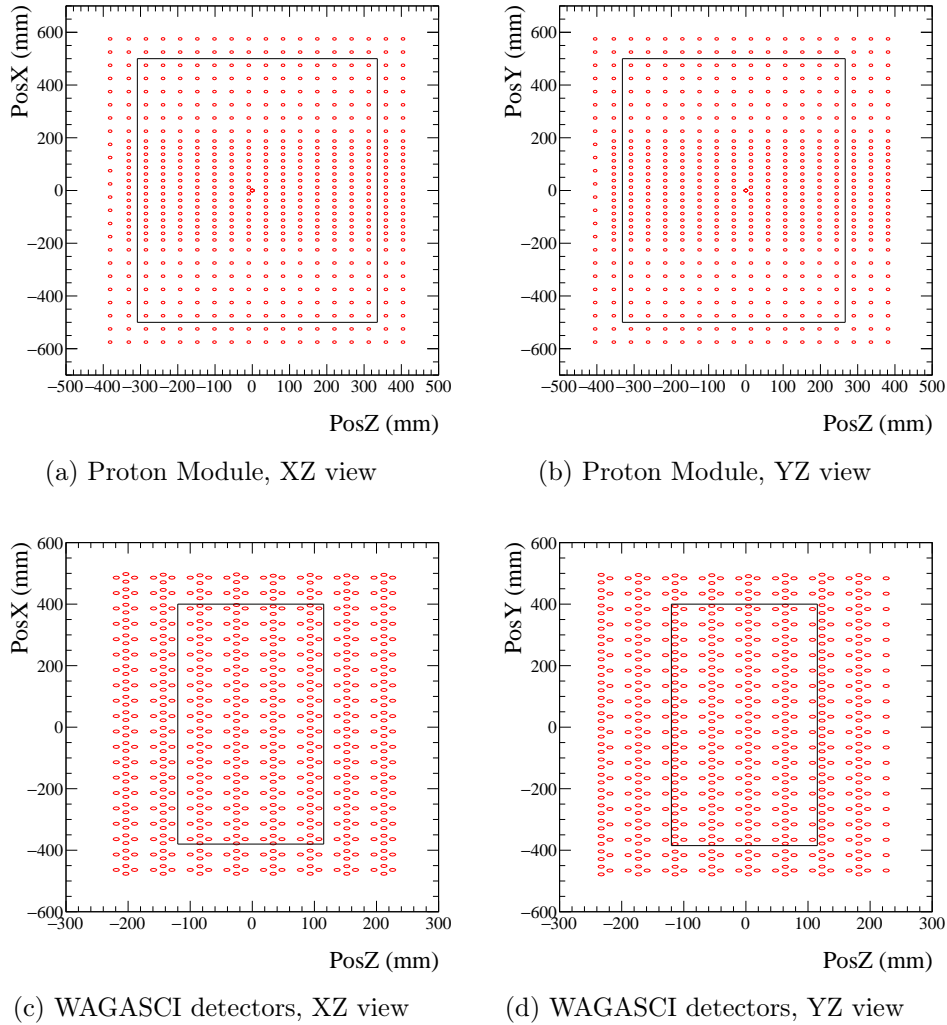 PosX (mm)
600
400
200
0
−200
−400
−600
−500 −400 −300 −200 −100 0 100 200 300 400 500
PosZ (mm)
(a) Proton Module, XZ view
PosY (mm)
600
400
200
0
−200
−400
−600
−500 −400 −300 −200 −100 0 100 200 300 400 500
PosZ (mm)
(b) Proton Module, YZ view
PosX (mm)
600
400
200
0
−200
−400
−600
−300 −200 −100 0 100 200 300
PosZ (mm)
(c) WAGASCI detectors, XZ view
PosY (mm)
600
400
200
0
−200
−400
−600
−300 −200 −100 0 100 200 300
PosZ (mm)
(d) WAGASCI detectors, YZ view